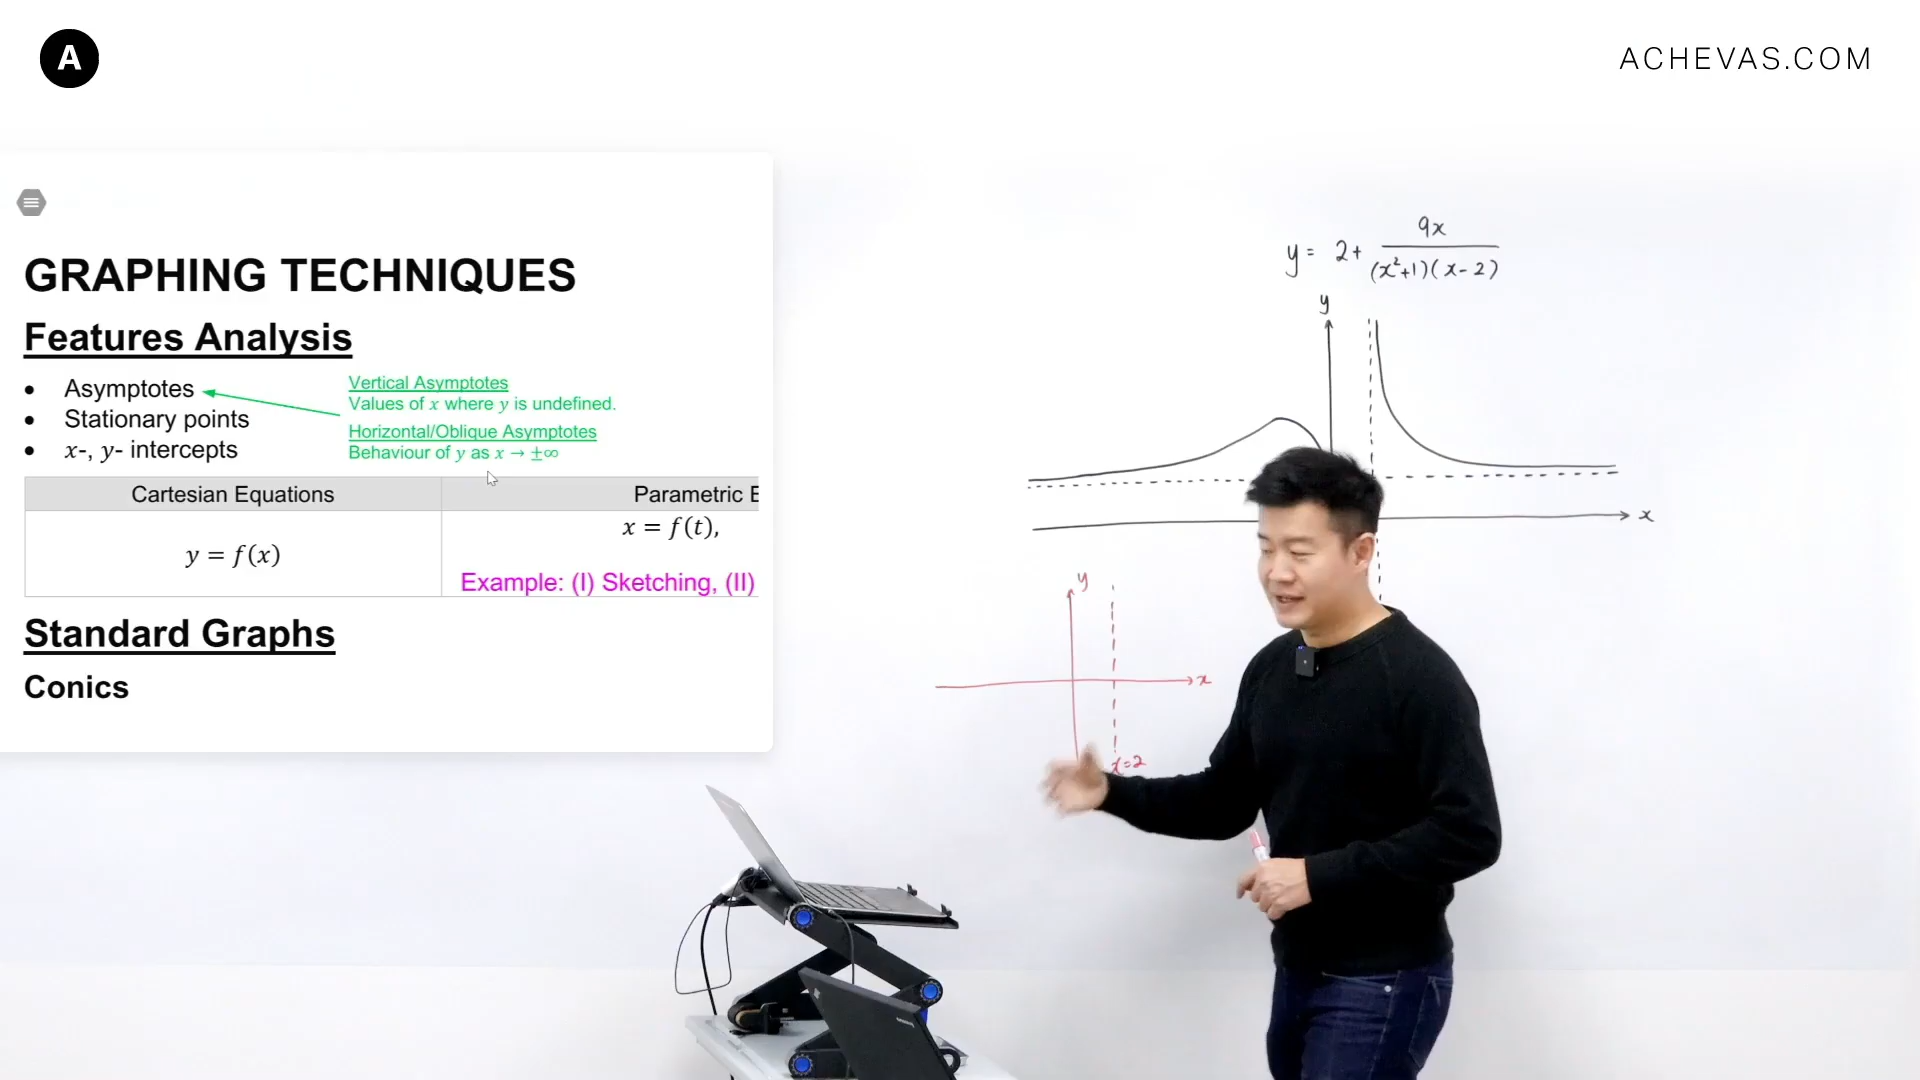 A
ACHEVAS.COM
GRAPHING TECHNIQUES
Features Analysis
• Asymptotes
• Stationary points
• x-, y- intercepts
Vertical Asymptotes
Values of x where y is undefined.
Horizontal/Oblique Asymptotes
Behaviour of y as x → ±∞
Cartesian Equations
Parametric E
y = f(x)
x = f(t),
Example: (I) Sketching, (II)
Standard Graphs
Conics
y = 2 + 9x / (x²+1)(x-2)
y
x
y
x
x=2